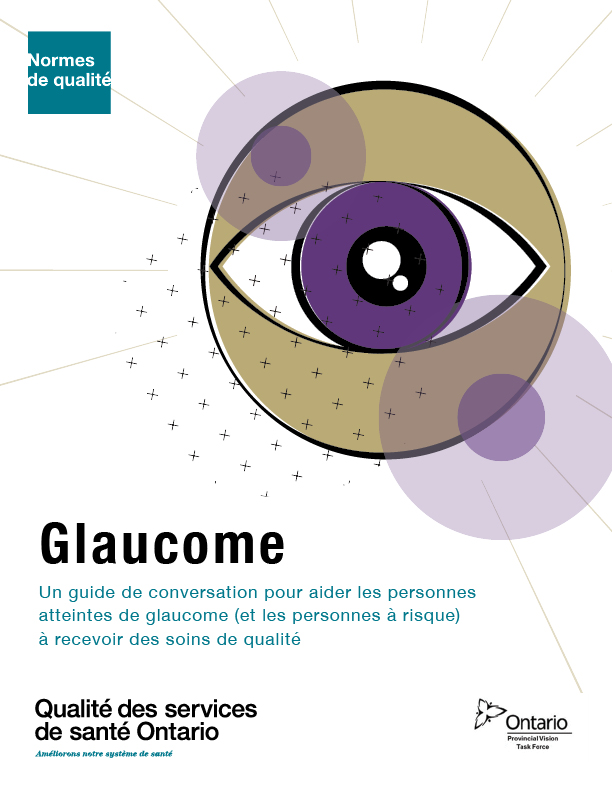 Normes
de qualité
Glaucome
Un guide de conversation pour aider les personnes
atteintes de glaucome (et les personnes à risque)
à recevoir des soins de qualité
Qualité des services
de santé Ontario
Améliorons notre système de santé
Ontario
Provincial Vision
Task Force